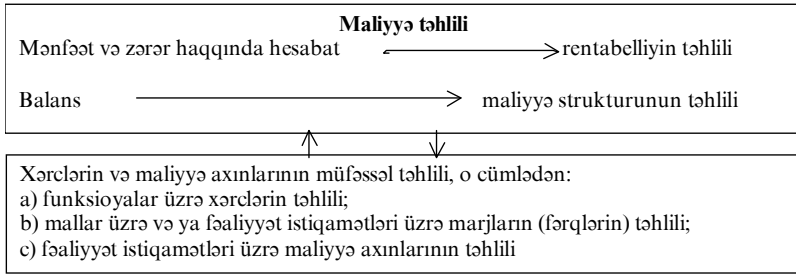 Maliyyə təhlili
Mənfəət və zərər haqqında hesabat rentabelliyin təhlili
Balans maliyyə strukturunun təhlili
Xərclərin və maliyyə axınlarının müfəssəl təhlili, o cümlədən:
a) funksioyalar üzrə xərclərin təhlili;
b) mallar üzrə və ya fəaliyyət istiqamətləri üzrə marjların (fərqlərin) təhlili;
c) fəaliyyət istiqamətləri üzrə maliyyə axınlarının təhlili